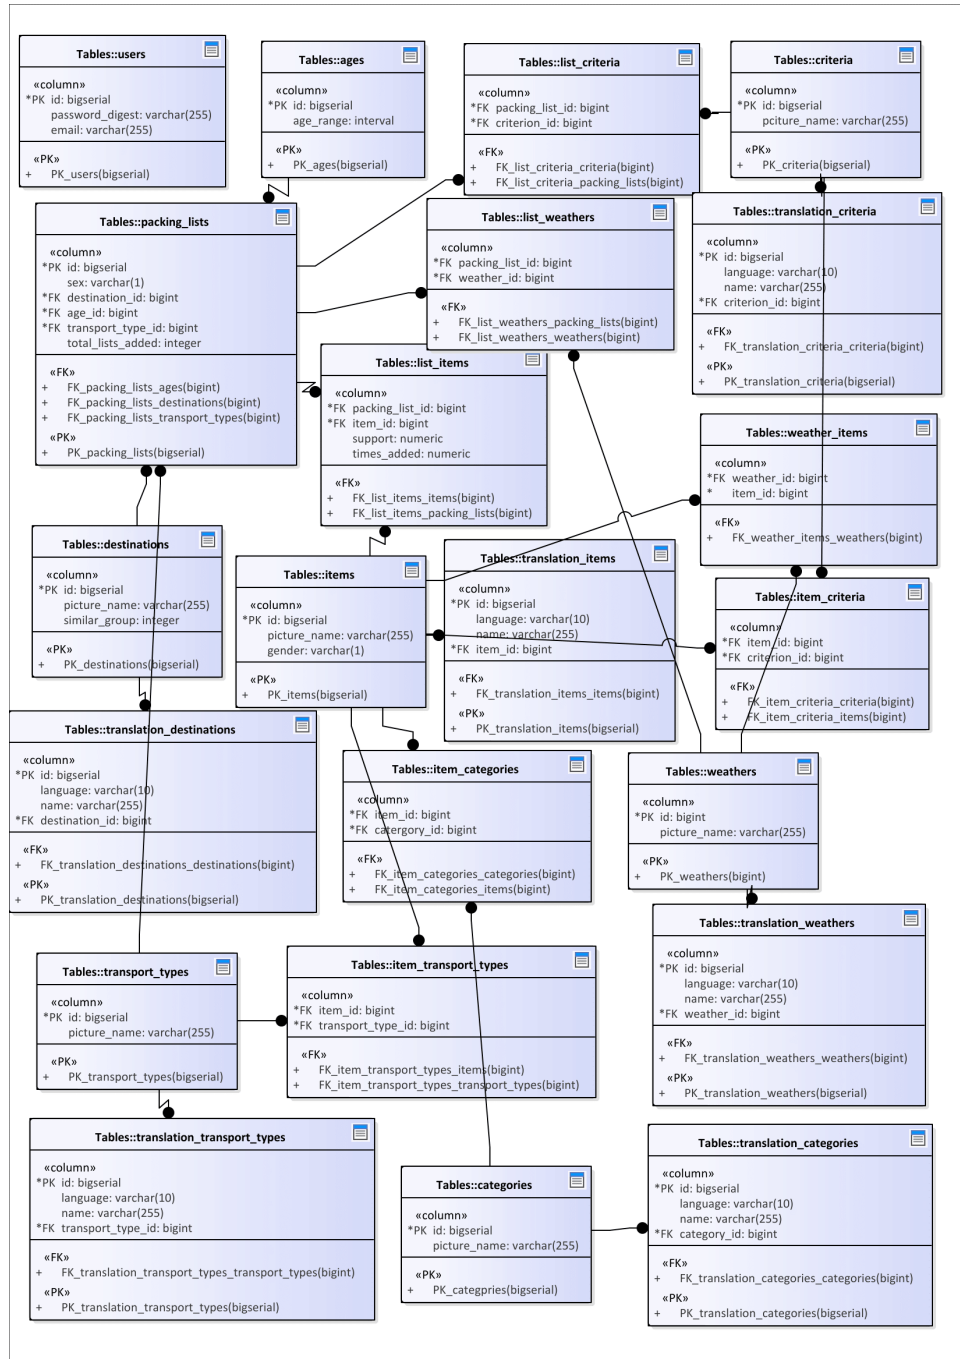 Tables::users
«column»
*PK id: bigserial
password_digest: varchar(255)
email: varchar(255)
«PK»
+ PK_users(bigserial)
Tables::ages
«column»
*PK id: bigserial
age_range: interval
«PK»
+ PK_ages(bigserial)
Tables::list_criteria
«column»
*FK packing_list_id: bigint
*FK criterion_id: bigint
«FK»
+ FK_list_criteria_criteria(bigint)
+ FK_list_criteria_packing_lists(bigint)
Tables::criteria
«column»
*PK id: bigserial
pciture_name: varchar(255)
«PK»
+ PK_criteria(bigserial)
Tables::packing_lists
«column»
*PK id: bigserial
sex: varchar(1)
*FK destination_id: bigint
*FK age_id: bigint
*FK transport_type_id: bigint
total_lists_added: integer
«FK»
+ FK_packing_lists_ages(bigint)
+ FK_packing_lists_destinations(bigint)
+ FK_packing_lists_transport_types(bigint)
«PK»
+ PK_packing_lists(bigserial)
Tables::list_weathers
«column»
*FK packing_list_id: bigint
*FK weather_id: bigint
«FK»
+ FK_list_weathers_packing_lists(bigint)
+ FK_list_weathers_weathers(bigint)
Tables::translation_criteria
«column»
*PK id: bigserial
language: varchar(10)
name: varchar(255)
*FK criterion_id: bigint
«FK»
+ FK_translation_criteria_criteria(bigint)
«PK»
+ PK_translation_criteria(bigserial)
Tables::list_items
«column»
*FK packing_list_id: bigint
*FK item_id: bigint
support: numeric
times_added: numeric
«FK»
+ FK_list_items_items(bigint)
+ FK_list_items_packing_lists(bigint)
Tables::weather_items
«column»
*FK weather_id: bigint
* item_id: bigint
«FK»
+ FK_weather_items_weathers(bigint)
Tables::destinations
«column»
*PK id: bigserial
picture_name: varchar(255)
similar_group: integer
«PK»
+ PK_destinations(bigserial)
Tables::items
«column»
*PK id: bigserial
picture_name: varchar(255)
gender: varchar(1)
«PK»
+ PK_items(bigserial)
Tables::translation_items
«column»
*PK id: bigserial
language: varchar(10)
name: varchar(255)
*FK item_id: bigint
«FK»
+ FK_translation_items_items(bigint)
«PK»
+ PK_translation_items(bigserial)
Tables::item_criteria
«column»
*FK item_id: bigint
*FK criterion_id: bigint
«FK»
+ FK_item_criteria_criteria(bigint)
+ FK_item_criteria_items(bigint)
Tables::translation_destinations
«column»
*PK id: bigserial
language: varchar(10)
name: varchar(255)
*FK destination_id: bigint
«FK»
+ FK_translation_destinations_destinations(bigint)
«PK»
+ PK_translation_destinations(bigserial)
Tables::item_categories
«column»
*FK item_id: bigint
*FK catergory_id: bigint
«FK»
+ FK_item_categories_categories(bigint)
+ FK_item_categories_items(bigint)
Tables::weathers
«column»
*PK id: bigint
picture_name: varchar(255)
«PK»
+ PK_weathers(bigint)
Tables::translation_weathers
«column»
*PK id: bigserial
language: varchar(10)
name: varchar(255)
*FK weather_id: bigint
«FK»
+ FK_translation_weathers_weathers(bigint)
«PK»
+ PK_translation_weathers(bigserial)
Tables::transport_types
«column»
*PK id: bigserial
picture_name: varchar(255)
«PK»
+ PK_transport_types(bigserial)
Tables::item_transport_types
«column»
*FK item_id: bigint
*FK transport_type_id: bigint
«FK»
+ FK_item_transport_types_items(bigint)
+ FK_item_transport_types_transport_types(bigint)
Tables::translation_transport_types
«column»
*PK id: bigserial
language: varchar(10)
name: varchar(255)
*FK transport_type_id: bigint
«FK»
+ FK_translation_transport_types_transport_types(bigint)
«PK»
+ PK_translation_transport_types(bigserial)
Tables::categories
«column»
*PK id: bigserial
picture_name: varchar(255)
«PK»
+ PK_categpries(bigserial)
Tables::translation_categories
«column»
*PK id: bigserial
language: varchar(10)
name: varchar(255)
*FK category_id: bigint
«FK»
+ FK_translation_categories_categories(bigint)
«PK»
+ PK_translation_categories(bigserial)